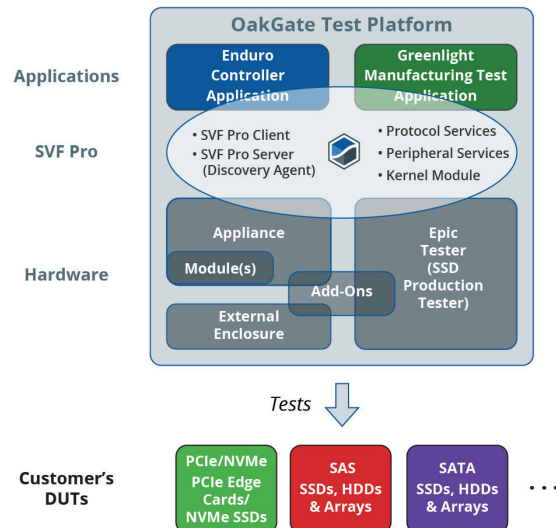 OakGate Test Platform
Applications
Enduro
Controller
Application
Greenlight
Manufacturing Test
Application
SVF Pro
• SVF Pro Client
• SVF Pro Server
(Discovery Agent)
• Protocol Services
• Peripheral Services
• Kernel Module
Hardware
Appliance
Module(s)
Add-Ons
External
Enclosure
Epic
Tester
(SSD
Production
Tester)
Tests
Customer's
DUTs
PCIe/NVMe
PCIe Edge
Cards/
NVMe SSDs
SAS
SSDs, HDDs
& Arrays
SATA
SSDs, HDDs
& Arrays
...